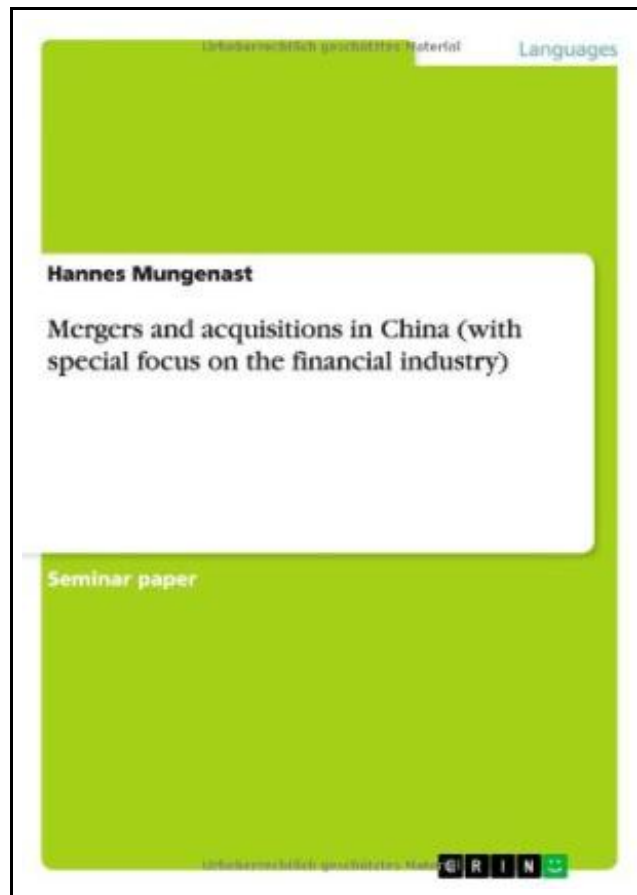 Urheberrechtlich geschütztes Material
Languages
Hannes Mungenast
Mergers and acquisitions in China (with
special focus on the financial industry)
Seminar paper
Urheberrechtlich geschütztes Material
GRIN